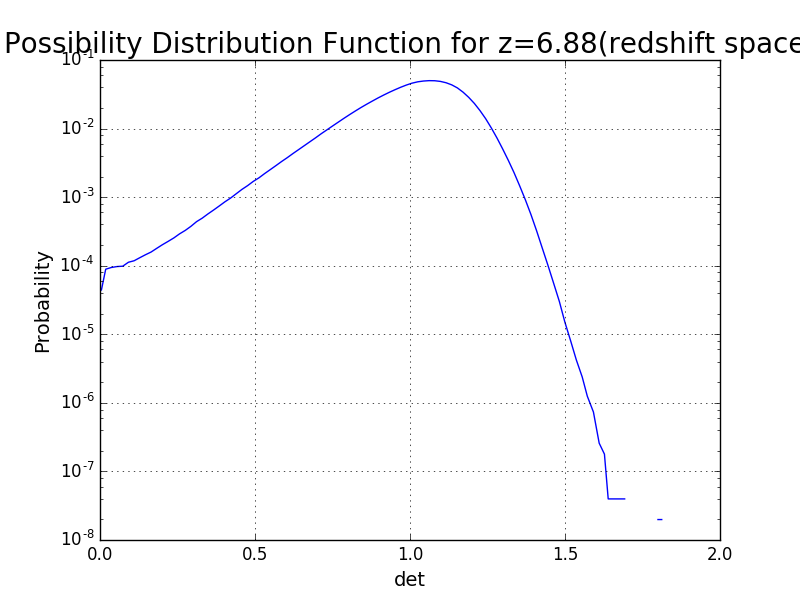 Possibility Distribution Function for z=6.88(redshift space
10^-1
10^-2
10^-3
10^-4
10^-5
10^-6
10^-7
10^-8
Probability
0.0 0.5 1.0 1.5 2.0
det